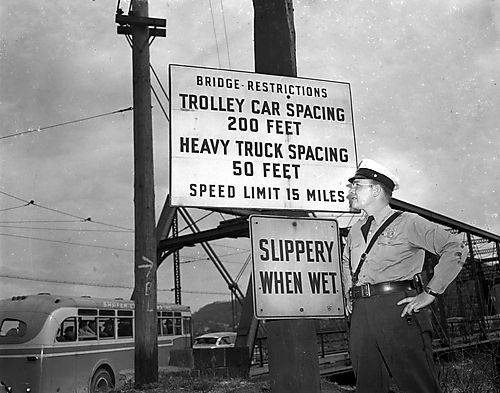 BRIDGE-RESTRICTIONS
TROLLEY CAR SPACING
200 FEET
HEAVY TRUCK SPACING
50 FEET
SPEED LIMIT 15 MILES
SLIPPERY
WHEN WET